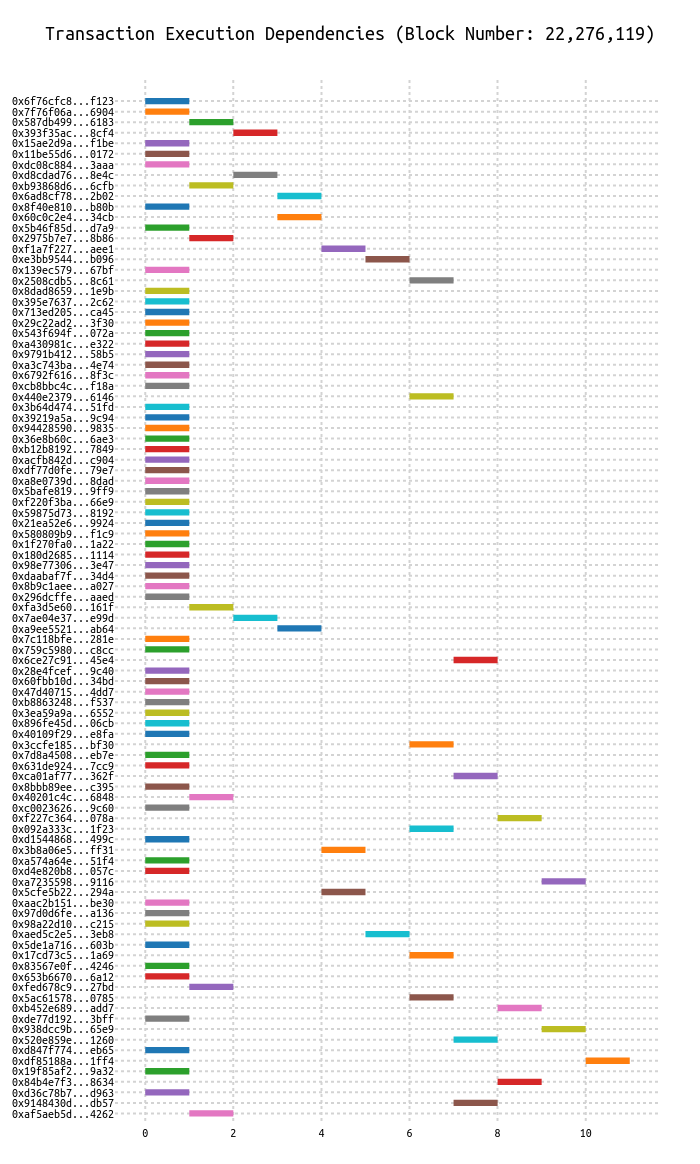 Transaction Execution Dependencies (Block Number: 22,276,119)
0x6f76cfc8...f123
0x7f76f06a...6904
0x587db499...6183
0x393f35ac...8cf4
0x15ae2d9a...f1be
0x11be55d6...0172
0xdc08c884...3aaa
0xd8cdad76...8e4c
0xb93868d6...6cfb
0x6ad8cf78...2b02
0x8f40e810...b80b
0x60c0c2e4...34cb
0x5b46f85d...d7a9
0x2975b7e7...8b86
0xf1a7f227...aee1
0xe3bb9544...b096
0x139ec579...67bf
0x2508cdb5...8c61
0x8dad8659...1e9b
0x395e7637...2c62
0x713ed205...ca45
0x29c22ad2...3f30
0x543f694f...072a
0xa430981c...e322
0x9791b412...58b5
0xa3c743ba...4e74
0x6792f616...8f3c
0xcb8bbc4c...f18a
0x440e2379...6146
0x3b64d474...51fd
0x39219a5a...9c94
0x94428590...9835
0x36e8b60c...6ae3
0xb12b8192...7849
0xacfb842d...c904
0xdf77d0fe...79e7
0xa8e0739d...8dad
0x5bafe819...9ff9
0xf220f3ba...66e9
0x59875d73...8192
0x21ea52e6...9924
0x580809b9...f1c9
0x1f270fa0...1a22
0x180d2685...1114
0x98e77306...3e47
0xdaabaf7f...34d4
0x8b9c1aee...a027
0x296dcffe...aaed
0xfa3d5e60...161f
0x7ae04e37...e99d
0xa9ee5521...ab64
0x7c118bfe...281e
0x759c5980...c8cc
0x6ce27c91...45e4
0x28e4fcef...9c40
0x60fbb10d...34bd
0x47d40715...4dd7
0xb8863248...f537
0x3ea59a9a...6552
0x896fe45d...06cb
0x40109f29...e8fa
0x3ccfe185...bf30
0x7d8a4508...eb7e
0x631de924...7cc9
0xca01af77...362f
0x8bbb89ee...c395
0x40201c4c...6848
0xc0023626...9c60
0xf227c364...078a
0x092a333c...1f23
0xd1544868...499c
0x3b8a06e5...ff31
0xa574a64e...51f4
0xd4e820b8...057c
0xa7235598...9116
0x5cfe5b22...294a
0xaac2b151...be30
0x97d0d6fe...a136
0x98a22d10...c215
0xaed5c2e5...3eb8
0x5de1a716...603b
0x17cd73c5...1a69
0x83567e0f...4246
0x653b6670...6a12
0xfed678c9...27bd
0x5ac61578...0785
0xb452e689...add7
0xde77d192...3bff
0x938dcc9b...65e9
0x520e859e...1260
0xd847f774...eb65
0xdf85188a...1ff4
0x19f85af2...9a32
0x84b4e7f3...8634
0xd36c78b7...d963
0x9148430d...db57
0xaf5aeb5d...4262
0 2 4 6 8 10